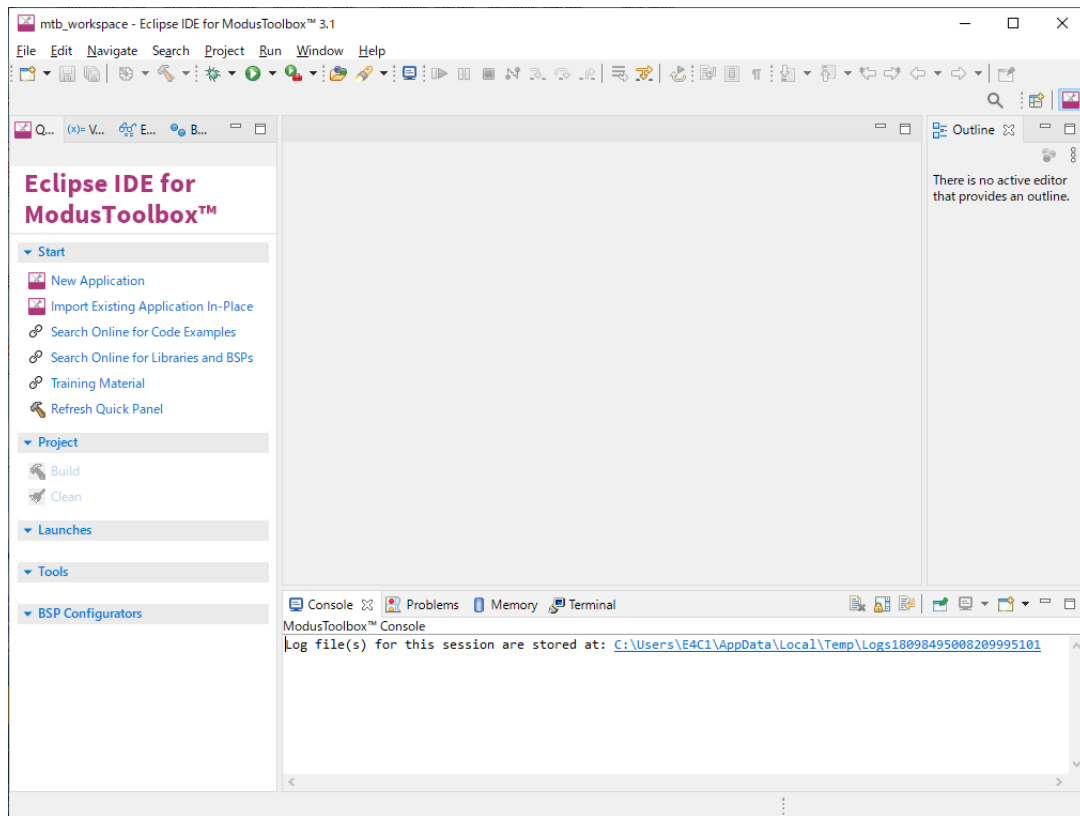 mtb_workspace - Eclipse IDE for ModusToolbox™ 3.1
File Edit Navigate Search Project Run Window Help
Q... (x)= V... E... B...
Outline
Eclipse IDE for
ModusToolbox™
There is no active editor
that provides an outline.
Start
New Application
Import Existing Application In-Place
Search Online for Code Examples
Search Online for Libraries and BSPs
Training Material
Refresh Quick Panel
Project
Build
Clean
Launches
Tools
BSP Configurators
Console Problems Memory Terminal
ModusToolbox™ Console
Log file(s) for this session are stored at: C:\Users\E4C1\AppData\Local\Temp\Logs18098495008209995101